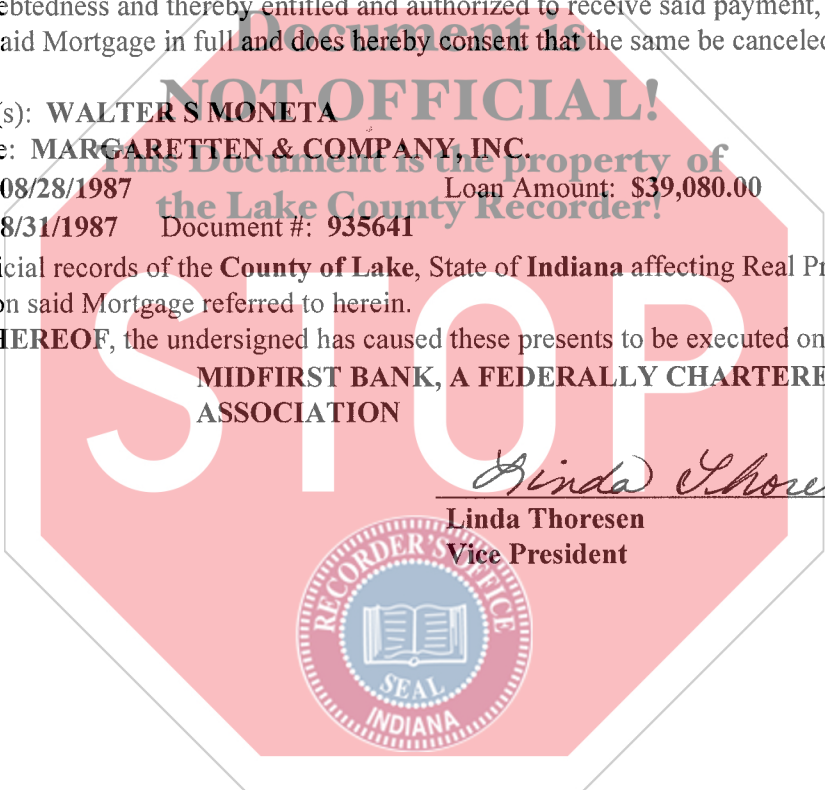 ebtedness and thereby entitled and authorized to receive said payment,
Document is
aid Mortgage in full and does hereby consent that the same be canceled
NOT OFFICIAL!
(s): WALTER S MONETA
e: MARGARETTEN & COMPANY, INC.
This Document is the property of
08/28/1987 Loan Amount: $39,080.00
the Lake County Recorder!
8/31/1987 Document #: 935641
icial records of the County of Lake, State of Indiana affecting Real Pr
on said Mortgage referred to herein.
HEREOF, the undersigned has caused these presents to be executed on
STOP
MIDFIRST BANK, A FEDERALLY CHARTERE
ASSOCIATION
Linda Thore
Linda Thoresen
Vice President
RECORDER'S OFFICE
SEAL
INDIANA